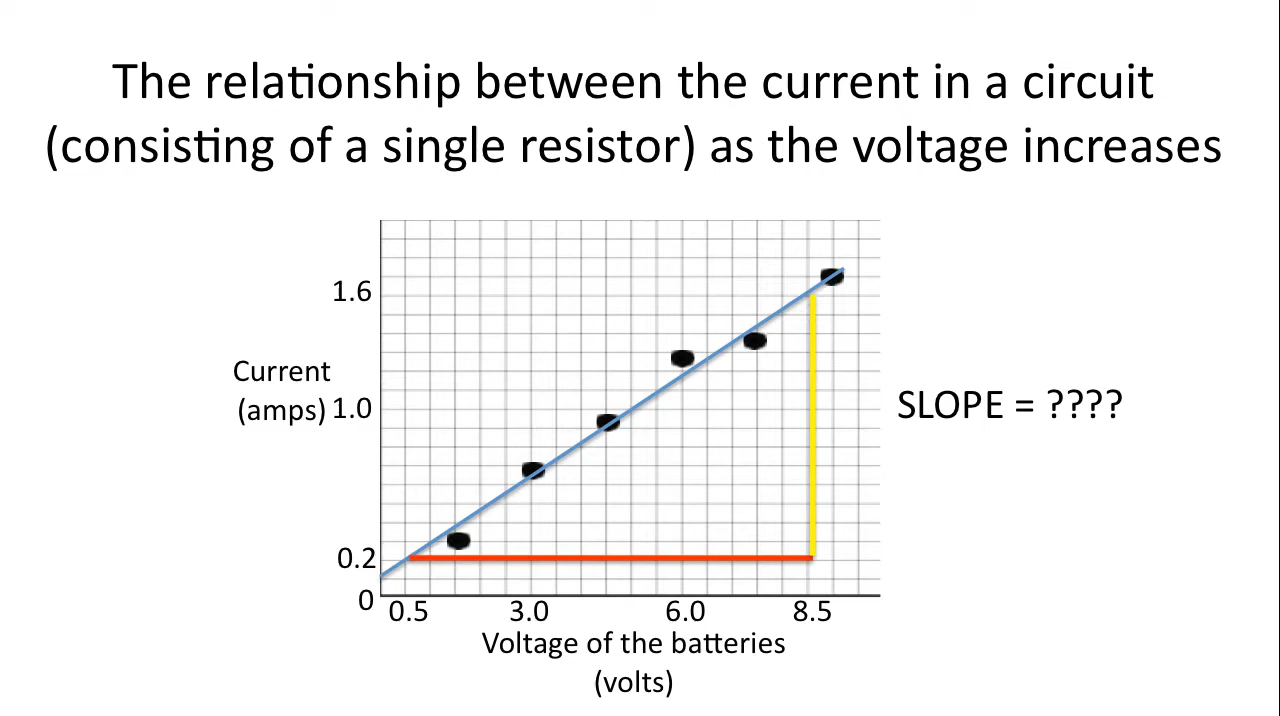 The relationship between the current in a circuit
(consisting of a single resistor) as the voltage increases
1.6
Current
(amps) 1.0
SLOPE = ????
0.2
0
0.5 3.0 6.0 8.5
Voltage of the batteries
(volts)